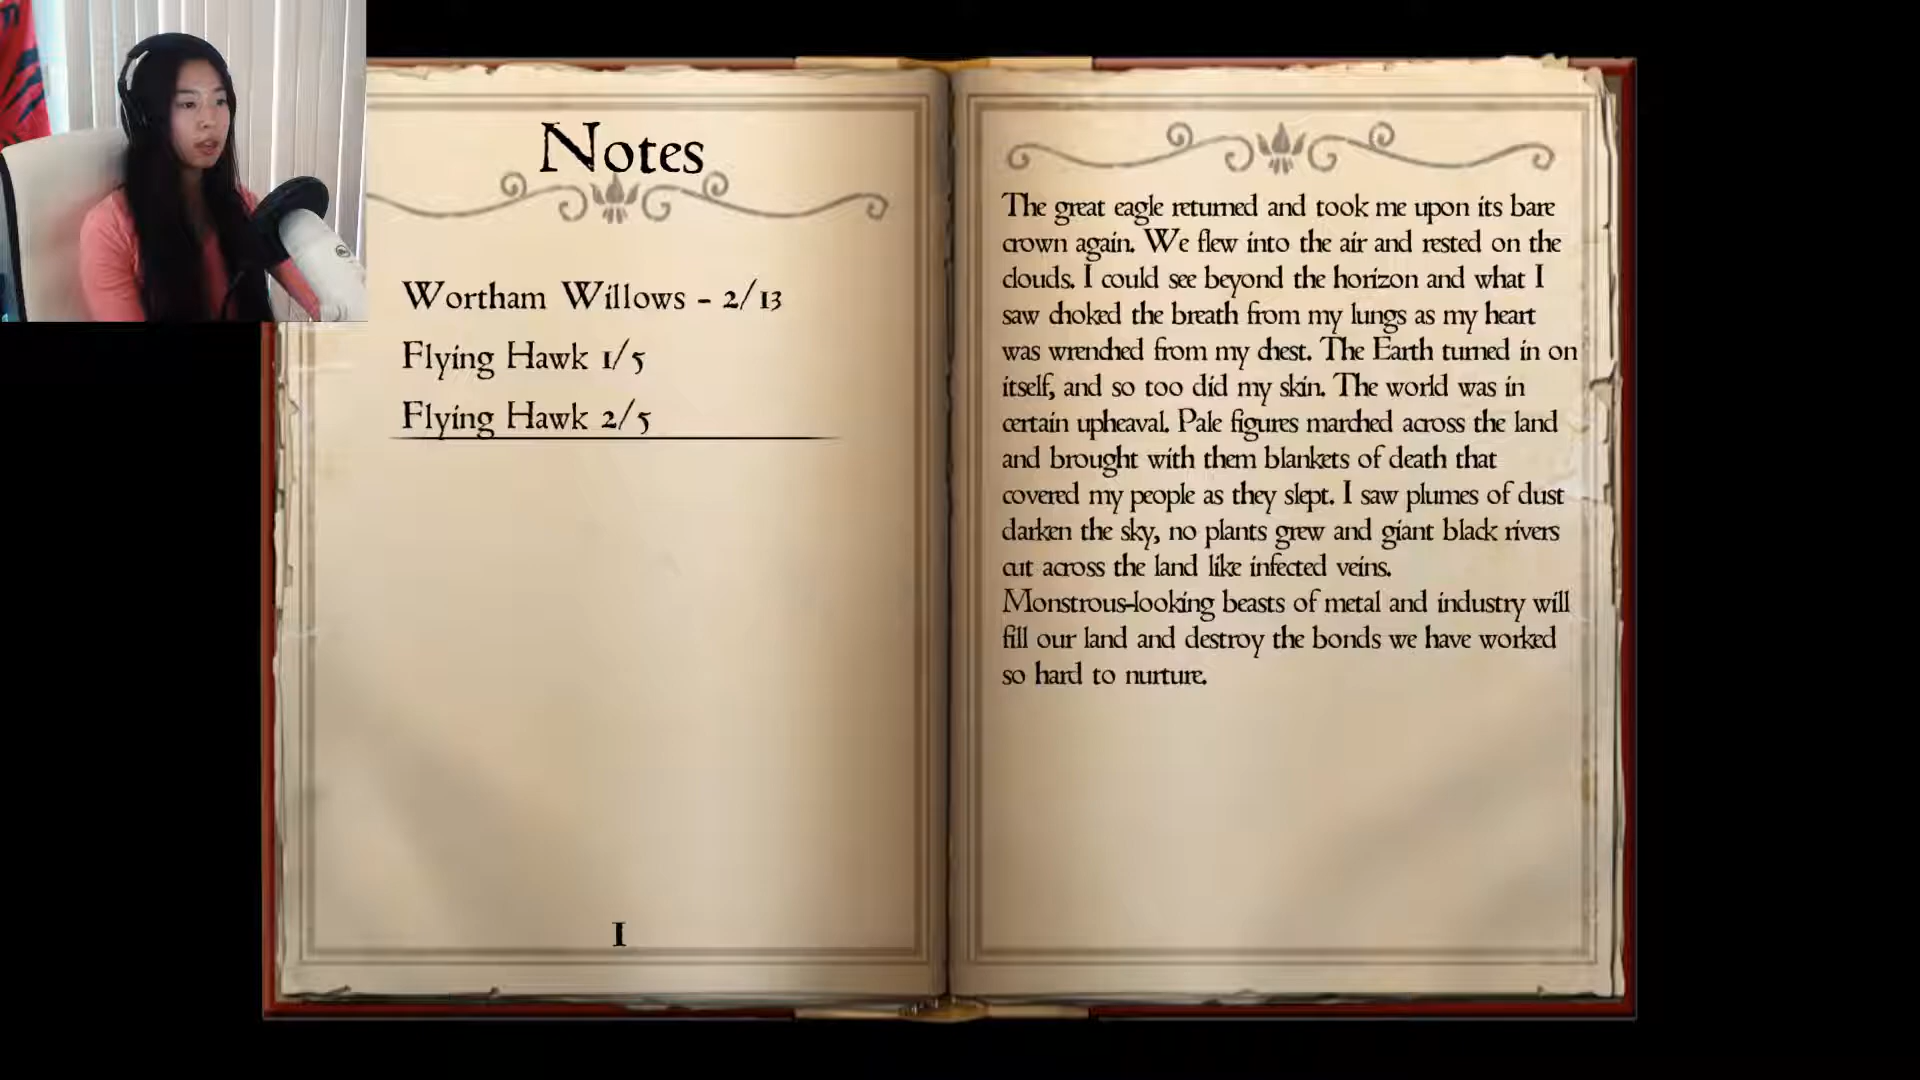 Notes
Wortham Willows - 2/13
Flying Hawk 1/5
Flying Hawk 2/5
1
The great eagle returned and took me upon its bare
crown again. We flew into the air and rested on the
clouds. I could see beyond the horizon and what I
saw choked the breath from my lungs as my heart
was wrenched from my chest. The Earth turned in on
itself, and so too did my skin. The world was in
certain upheaval. Pale figures marched across the land
and brought with them blankets of death that
covered my people as they slept. I saw plumes of dust
darken the sky, no plants grew and giant black rivers
cut across the land like infected veins.
Monstrous-looking beasts of metal and industry will
fill our land and destroy the bonds we have worked
so hard to nurture.